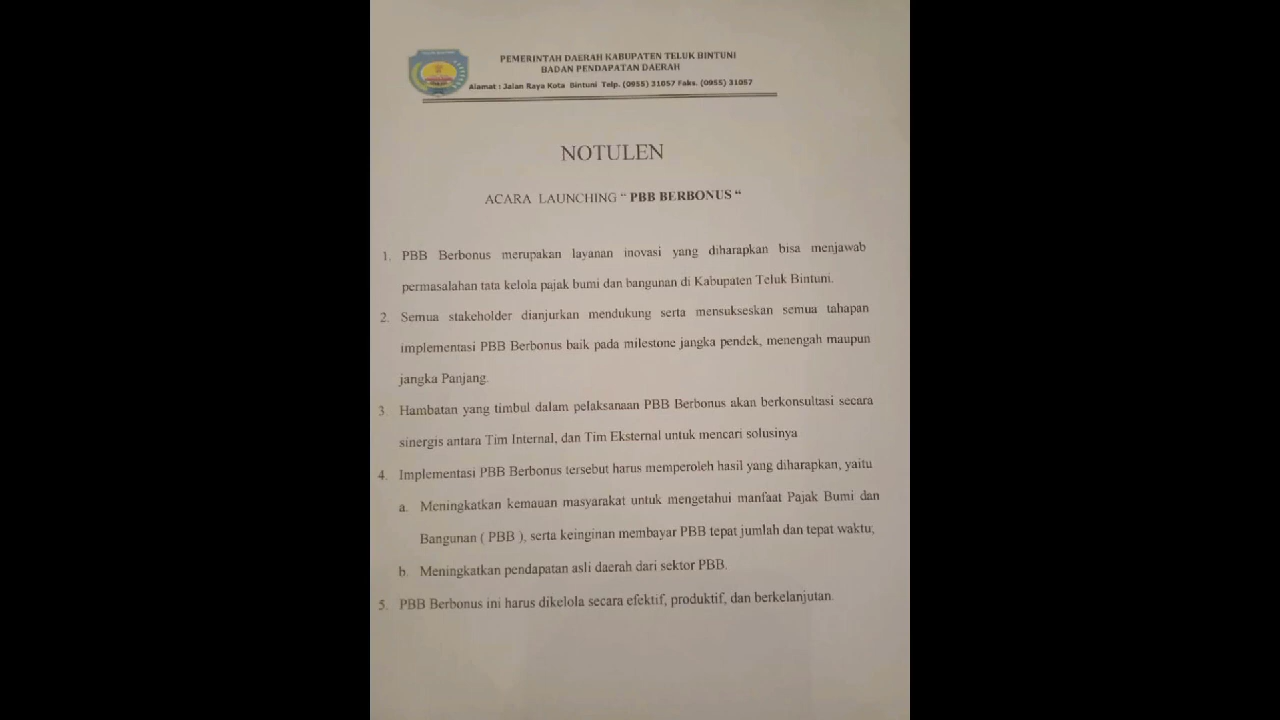 PEMERINTAH DAERAH KABUPATEN TELUK BINTUNI
BADAN PENDAPATAN DAERAH
Alamat : Jalan Raya Kota Bintuni Telp. (0955) 31057 Faks. (0955) 31057
NOTULEN
ACARA LAUNCHING “ PBB BERBONUS “
1. PBB Berbonus merupakan layanan inovasi yang diharapkan bisa menjawab
permasalahan tata kelola pajak bumi dan bangunan di Kabupaten Teluk Bintuni.
2. Semua stakeholder dianjurkan mendukung serta mensukseskan semua tahapan
implementasi PBB Berbonus baik pada milestone jangka pendek, menengah maupun
jangka Panjang.
3. Hambatan yang timbul dalam pelaksanaan PBB Berbonus akan berkonsultasi secara
sinergis antara Tim Internal, dan Tim Eksternal untuk mencari solusinya
4. Implementasi PBB Berbonus tersebut harus memperoleh hasil yang diharapkan, yaitu
a. Meningkatkan kemauan masyarakat untuk mengetahui manfaat Pajak Bumi dan
Bangunan ( PBB ), serta keinginan membayar PBB tepat jumlah dan tepat waktu;
b. Meningkatkan pendapatan asli daerah dari sektor PBB.
5. PBB Berbonus ini harus dikelola secara efektif, produktif, dan berkelanjutan.